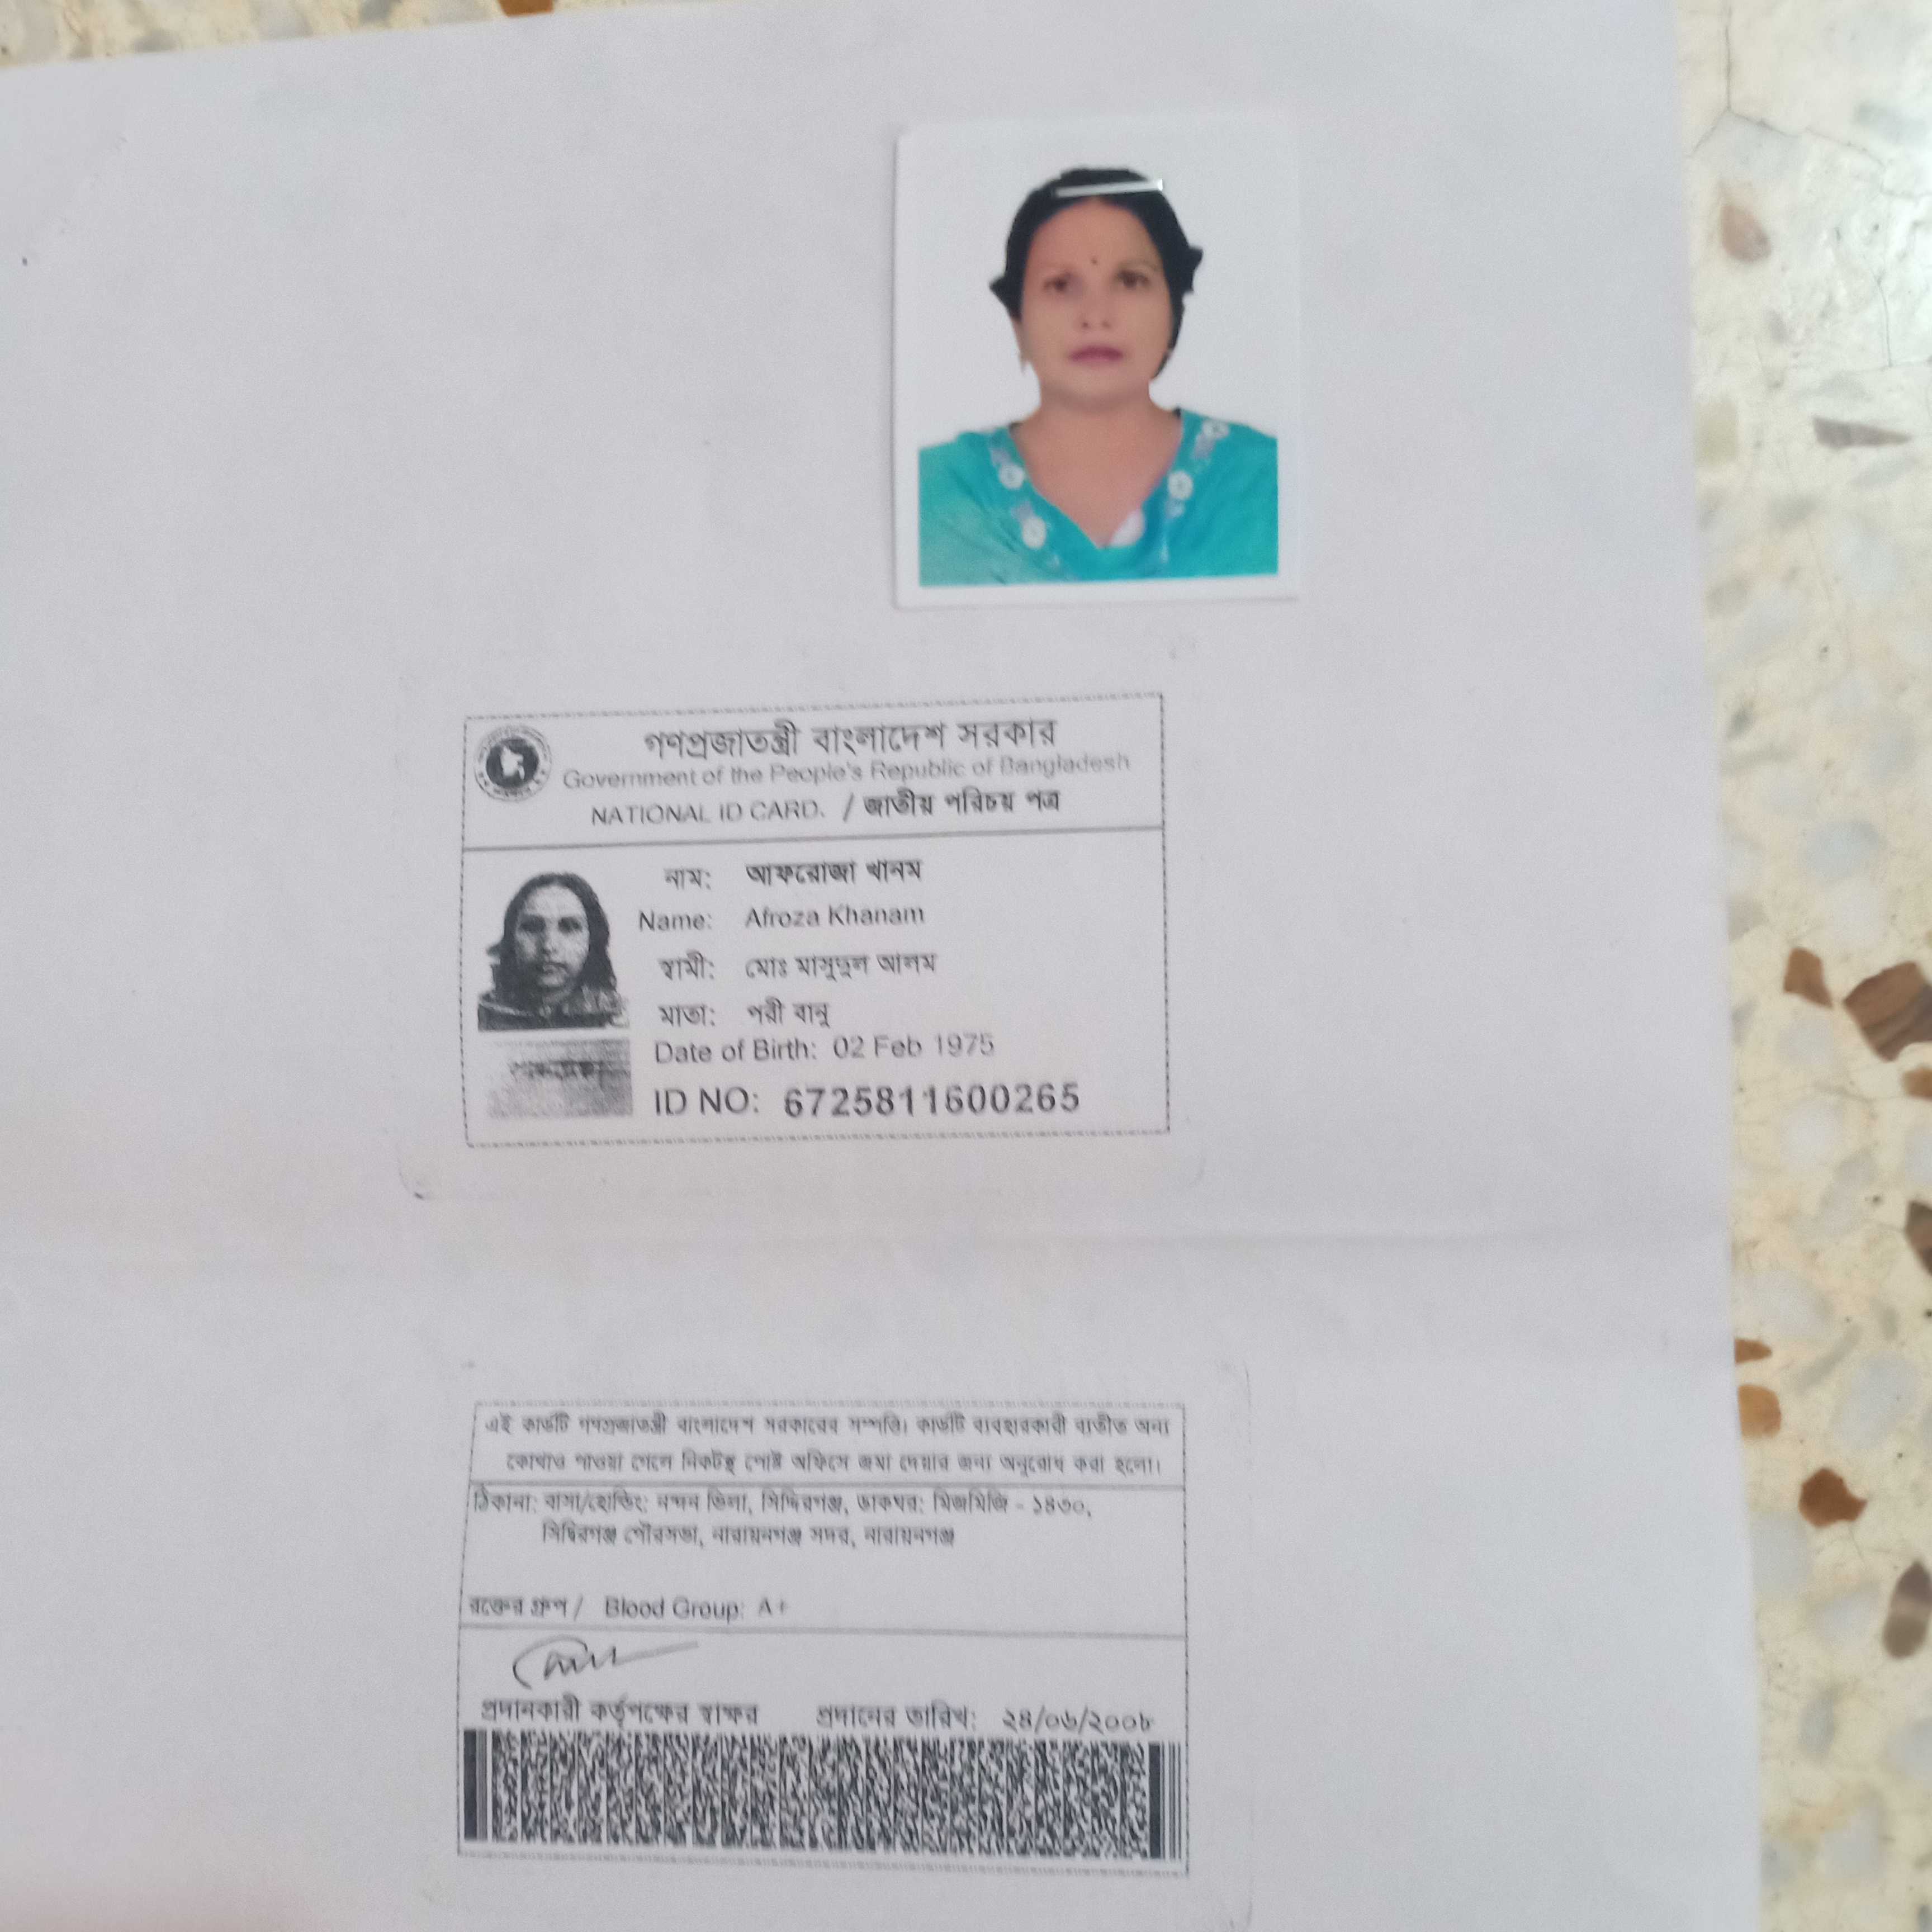 গণপ্রজাতন্ত্রী বাংলাদেশ সরকার
Government of the People's Republic of Bangladesh
NATIONAL ID CARD. / জাতীয় পরিচয় পত্র
নাম: আফরোজা খানম
Name: Afroza Khanam
স্বামী: মোঃ মাসুদুল আলম
মাতা: পরী বানু
Date of Birth: 02 Feb 1975
ID NO: 6725811600265
এই কার্ডটি গণপ্রজাতন্ত্রী বাংলাদেশ সরকারের সম্পত্তি। কার্ডটি ব্যবহারকারী ব্যতীত অন্য
কোথাও পাওয়া গেলে নিকটস্থ পোষ্ট অফিসে জমা দেয়ার জন্য অনুরোধ করা হলো।
ঠিকানা: বাসা/হোল্ডিং: নন্দন ভিলা, সিদ্দিরগঞ্জ, ডাকঘর: মিজমিজি - ১৪৩০,
সিদ্ধিরগঞ্জ পৌরসভা, নারায়নগঞ্জ সদর, নারায়নগঞ্জ
রক্তের গ্রুপ / Blood Group: A+
প্রদানকারী কর্তৃপক্ষের স্বাক্ষর প্রদানের তারিখ: ২৪/০৬/২০০৮